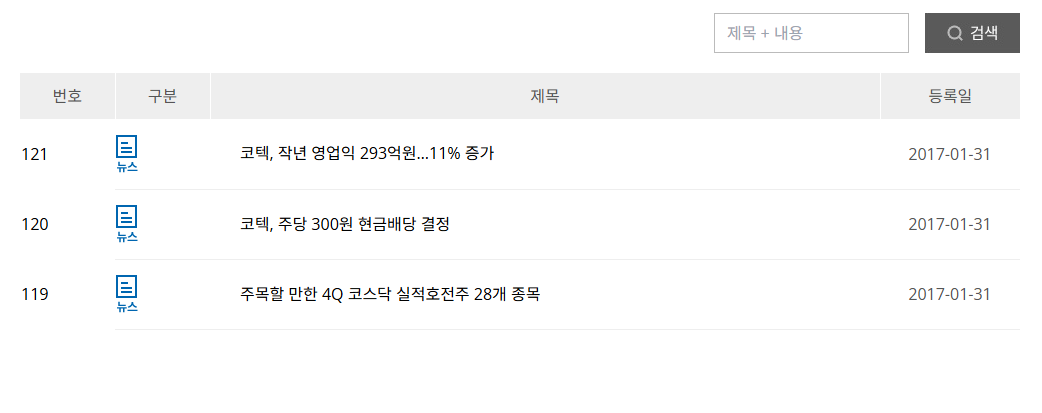 제목 + 내용 검색
번호 구분 제목 등록일
121 뉴스 코텍, 작년 영업익 293억원...11% 증가 2017-01-31
120 뉴스 코텍, 주당 300원 현금배당 결정 2017-01-31
119 뉴스 주목할 만한 4Q 코스닥 실적호전주 28개 종목 2017-01-31